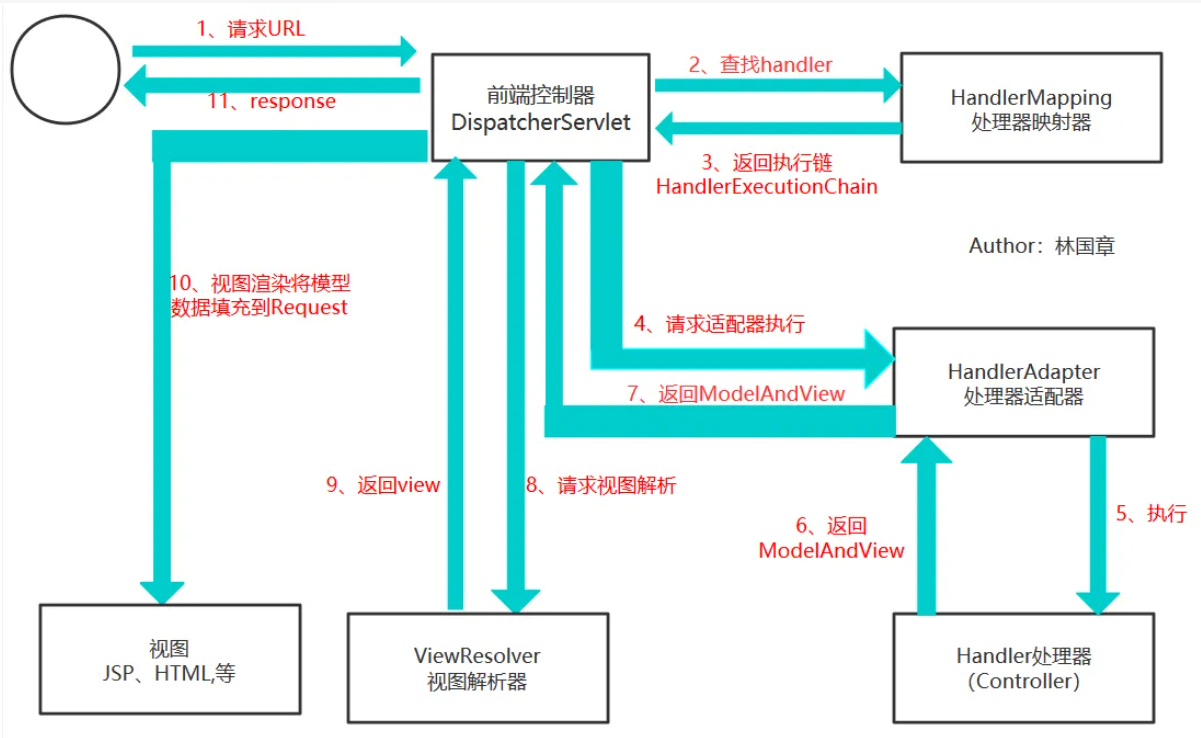 1、请求URL
11、response
前端控制器
DispatcherServlet
2、查找handler
3、返回执行链
HandlerExecutionChain
HandlerMapping
处理器映射器
Author：林国章
10、视图渲染将模型
数据填充到Request
4、请求适配器执行
7、返回ModelAndView
HandlerAdapter
处理器适配器
9、返回view
8、请求视图解析
6、返回
ModelAndView
5、执行
视图
JSP、HTML,等
ViewResolver
视图解析器
Handler处理器
（Controller）